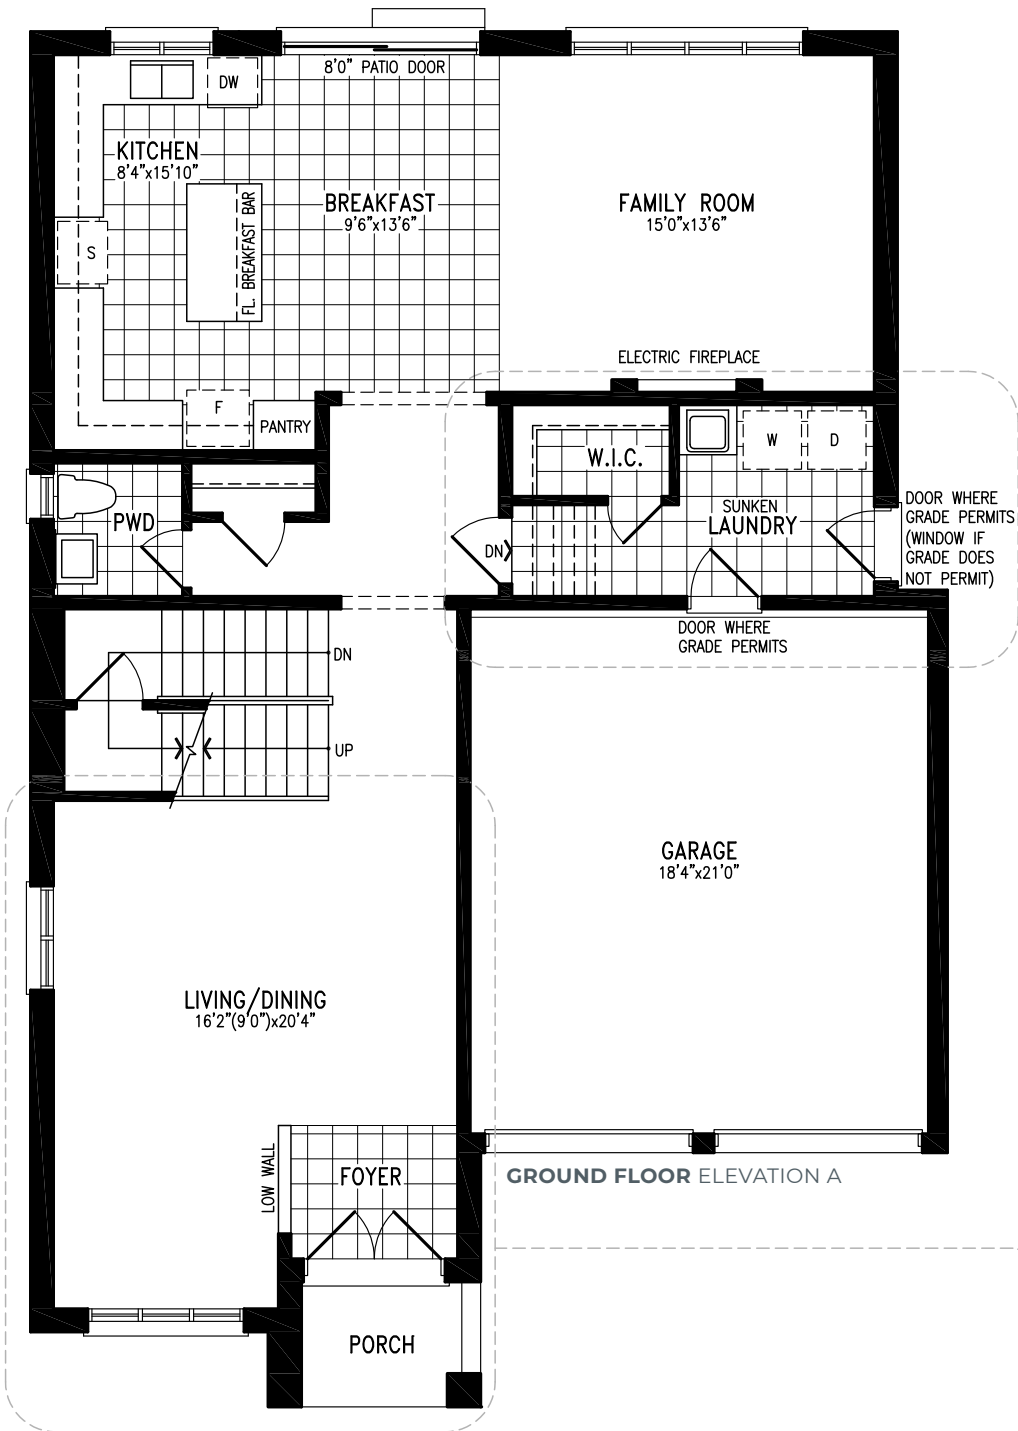 8'0" PATIO DOOR
DW
KITCHEN
8'4"x15'10"
BREAKFAST
9'6"x13'6"
FAMILY ROOM
15'0"x13'6"
S
FL. BREAKFAST BAR
ELECTRIC FIREPLACE
F
PANTRY
W
D
W.I.C.
PWD
SUNKEN
LAUNDRY
DN
DOOR WHERE
GRADE PERMITS
(WINDOW IF
GRADE DOES
NOT PERMIT)
DOOR WHERE
GRADE PERMITS
DN
UP
GARAGE
18'4"x21'0"
LIVING/DINING
16'2"(9'0")x20'4"
LOW WALL
FOYER
GROUND FLOOR ELEVATION A
PORCH